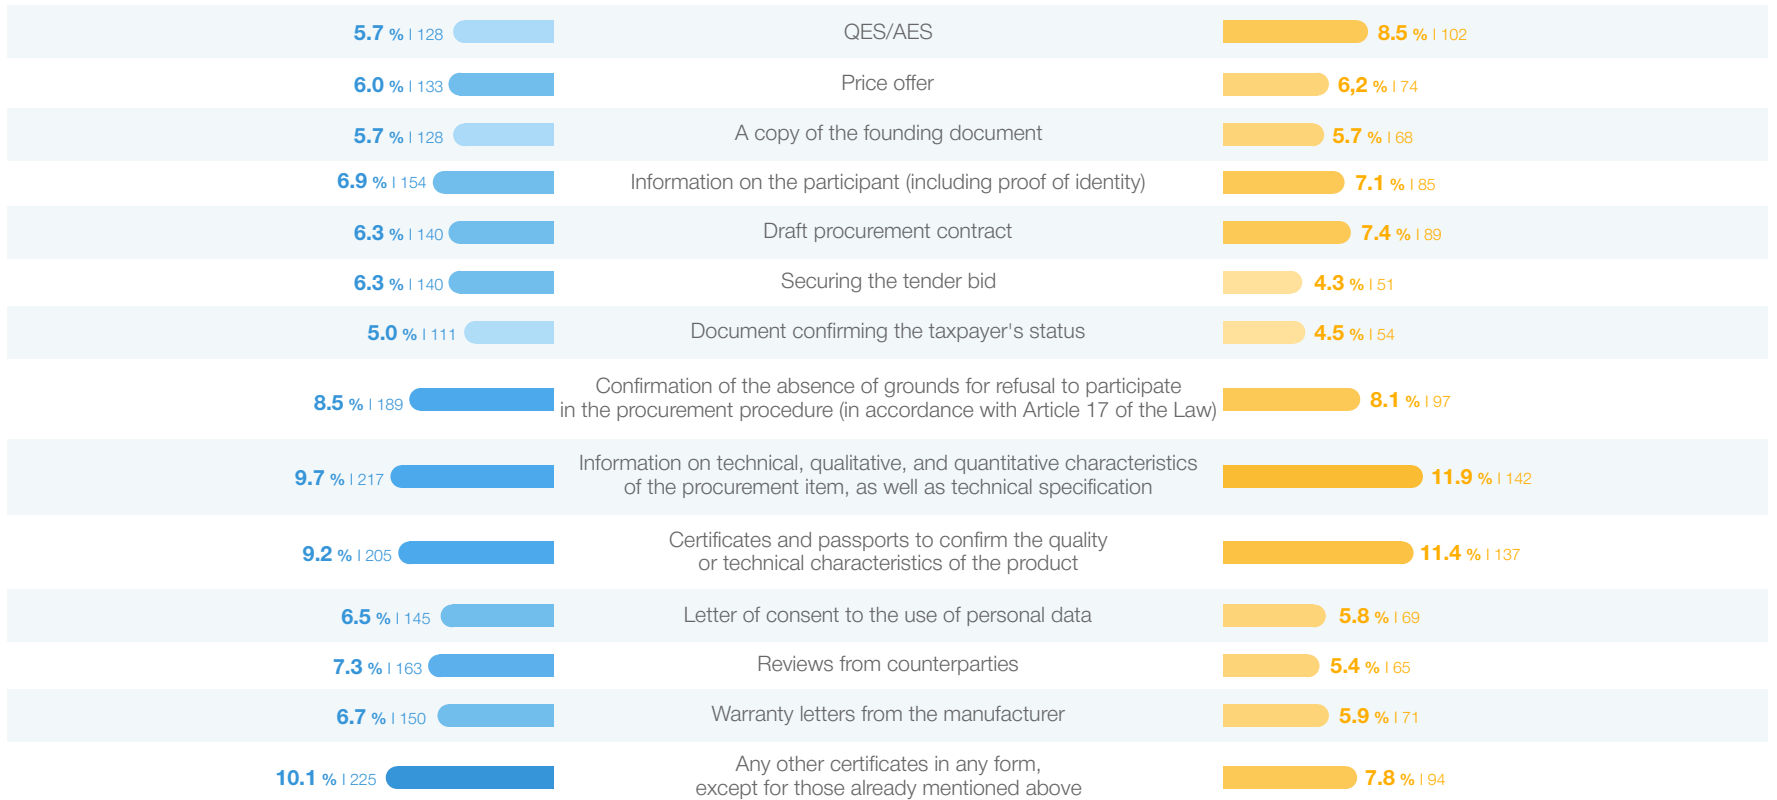 5.7 % | 128 QES/AES 8.5 % | 102
6.0 % | 133 Price offer 6,2 % | 74
5.7 % | 128 A copy of the founding document 5.7 % | 68
6.9 % | 154 Information on the participant (including proof of identity) 7.1 % | 85
6.3 % | 140 Draft procurement contract 7.4 % | 89
6.3 % | 140 Securing the tender bid 4.3 % | 51
5.0 % | 111 Document confirming the taxpayer's status 4.5 % | 54
Confirmation of the absence of grounds for refusal to participate
8.5 % | 189 in the procurement procedure (in accordance with Article 17 of the Law) 8.1 % | 97
Information on technical, qualitative, and quantitative characteristics
9.7 % | 217 of the procurement item, as well as technical specification 11.9 % | 142
Certificates and passports to confirm the quality
9.2 % | 205 or technical characteristics of the product 11.4 % | 137
6.5 % | 145 Letter of consent to the use of personal data 5.8 % | 69
7.3 % | 163 Reviews from counterparties 5.4 % | 65
6.7 % | 150 Warranty letters from the manufacturer 5.9 % | 71
Any other certificates in any form,
10.1 % | 225 except for those already mentioned above 7.8 % | 94